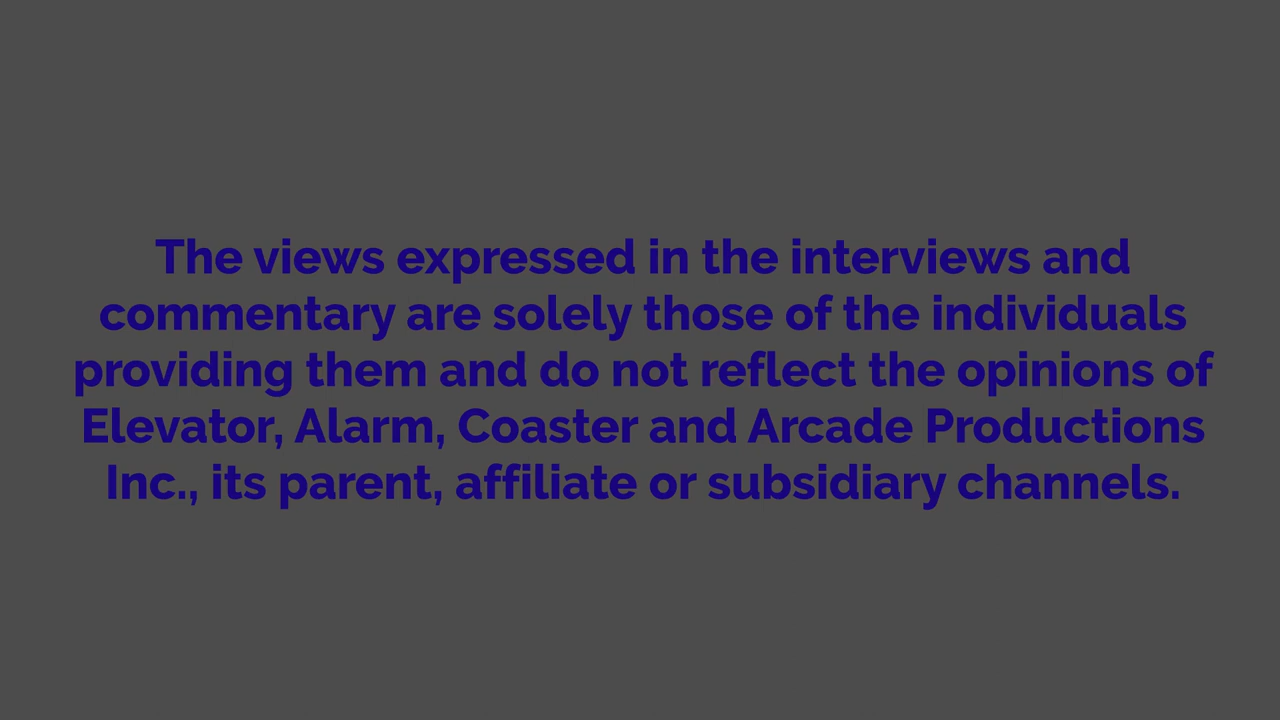 The views expressed in the interviews and
commentary are solely those of the individuals
providing them and do not reflect the opinions of
Elevator, Alarm, Coaster and Arcade Productions
Inc., its parent, affiliate or subsidiary channels.